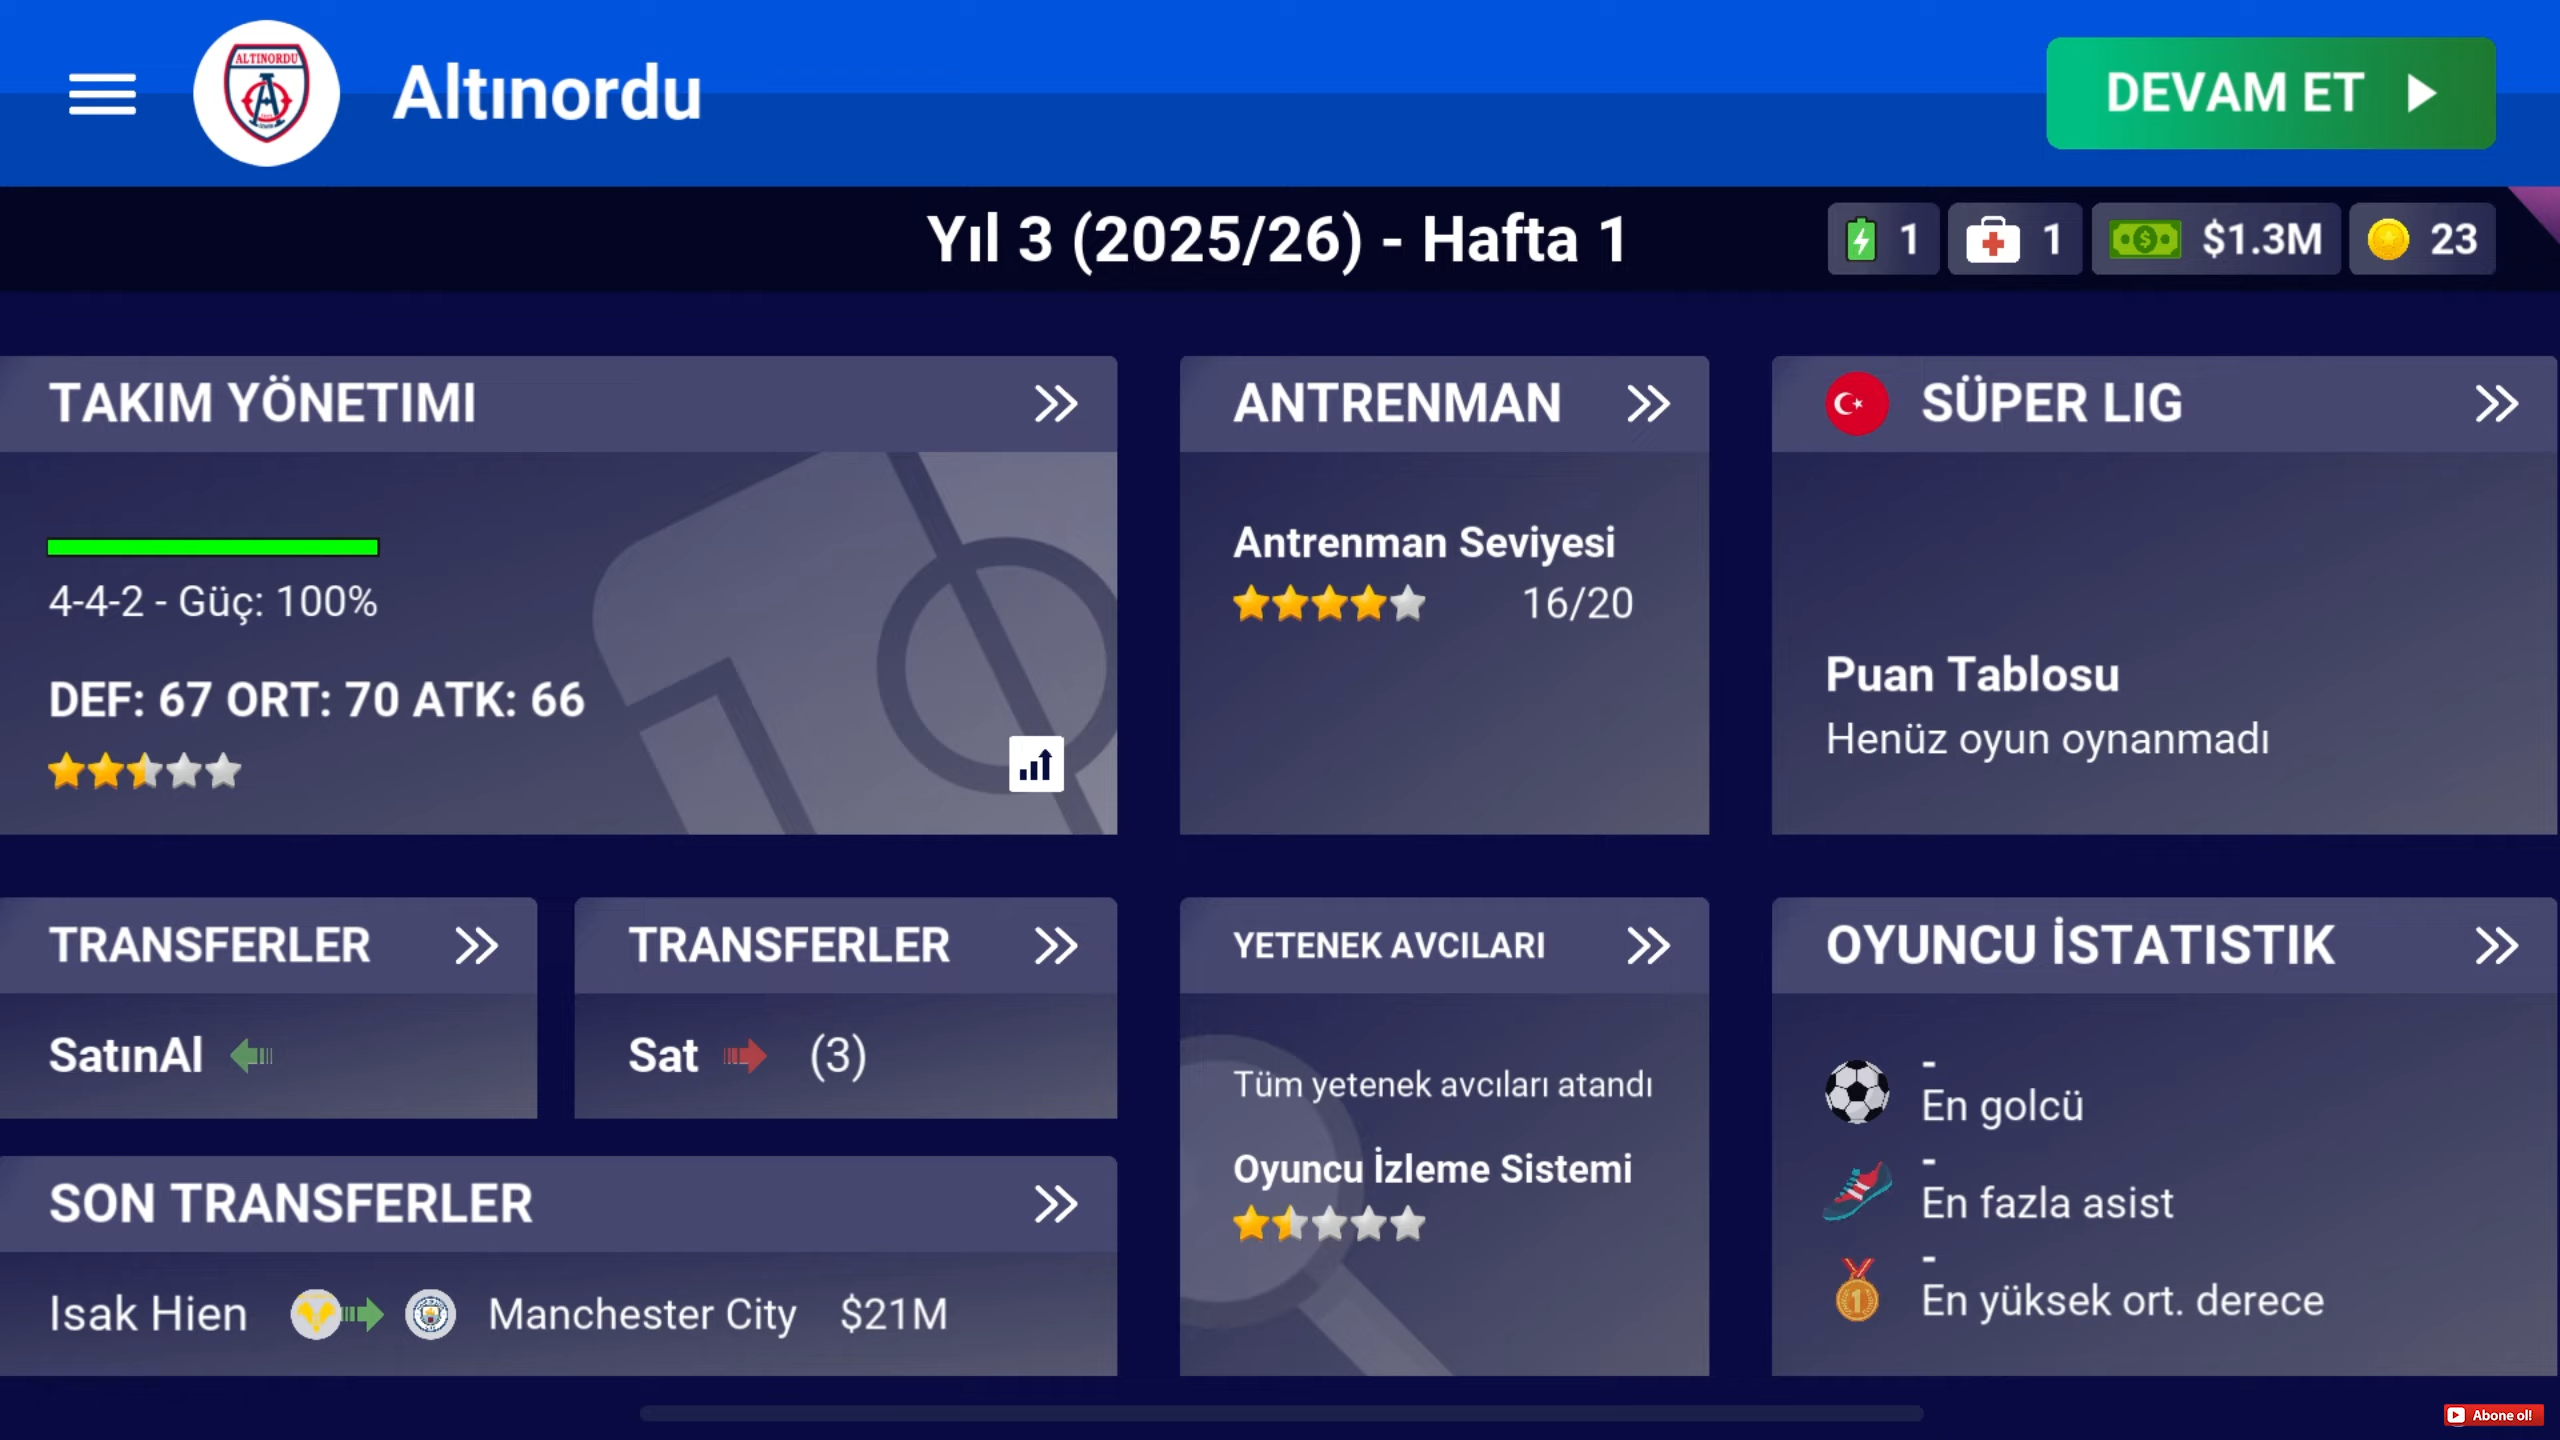 ALTINORDU
Altınordu
DEVAM ET
Yıl 3 (2025/26) - Hafta 1
1
1
$1.3M
23
TAKIM YÖNETIMI
4-4-2 - Güç: 100%
DEF: 67 ORT: 70 ATK: 66
ANTRENMAN
Antrenman Seviyesi
16/20
SÜPER LIG
Puan Tablosu
Henüz oyun oynanmadı
TRANSFERLER
SatınAl
TRANSFERLER
Sat (3)
SON TRANSFERLER
Isak Hien Manchester City $21M
YETENEK AVCILARI
Tüm yetenek avcıları atandı
Oyuncu İzleme Sistemi
OYUNCU İSTATISTIK
-
En golcü
-
En fazla asist
-
En yüksek ort. derece
Abone ol!